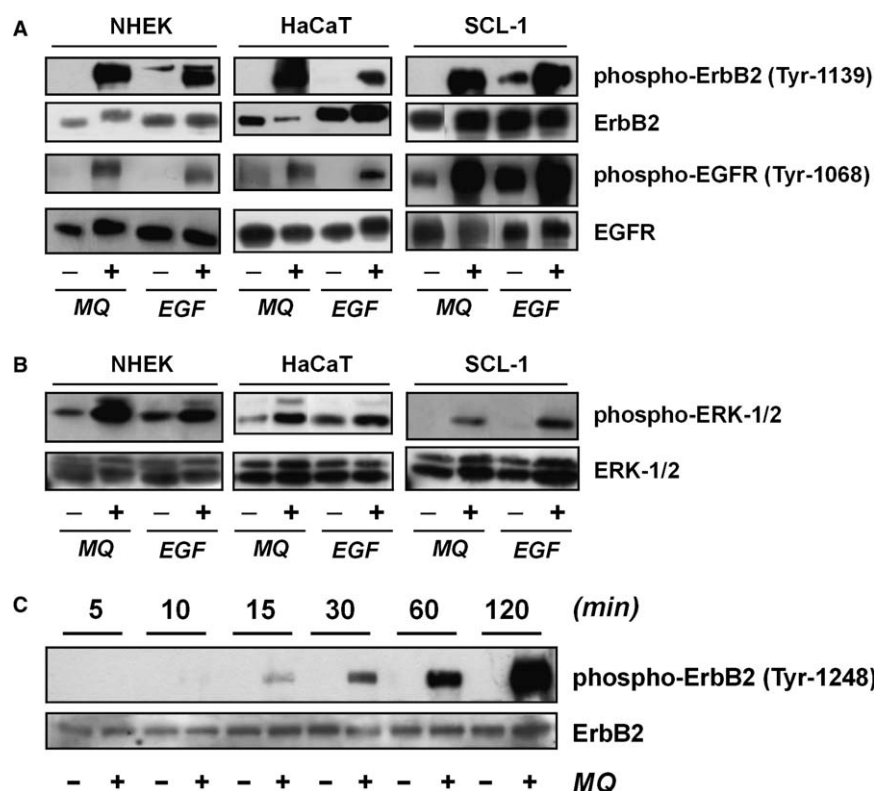 A
NHEK HaCaT SCL-1
phospho-ErbB2 (Tyr-1139)
ErbB2
phospho-EGFR (Tyr-1068)
EGFR
– + – + – + – + – + – +
MQ EGF MQ EGF MQ EGF
B
NHEK HaCaT SCL-1
phospho-ERK-1/2
ERK-1/2
– + – + – + – + – + – +
MQ EGF MQ EGF MQ EGF
C
5 10 15 30 60 120 (min)
phospho-ErbB2 (Tyr-1248)
ErbB2
– + – + – + – + – + – + MQ